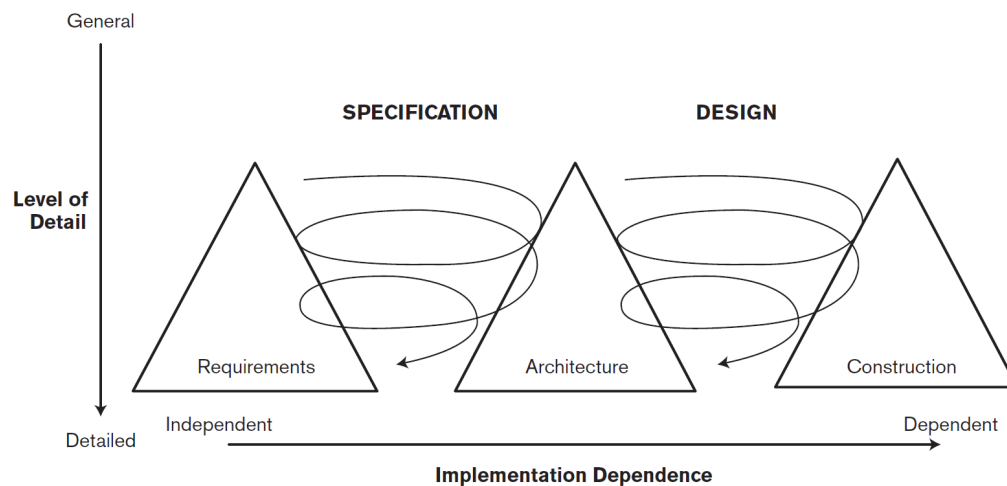 General
SPECIFICATION
DESIGN
Level of
Detail
Requirements
Architecture
Construction
Independent
Dependent
Detailed
Implementation Dependence